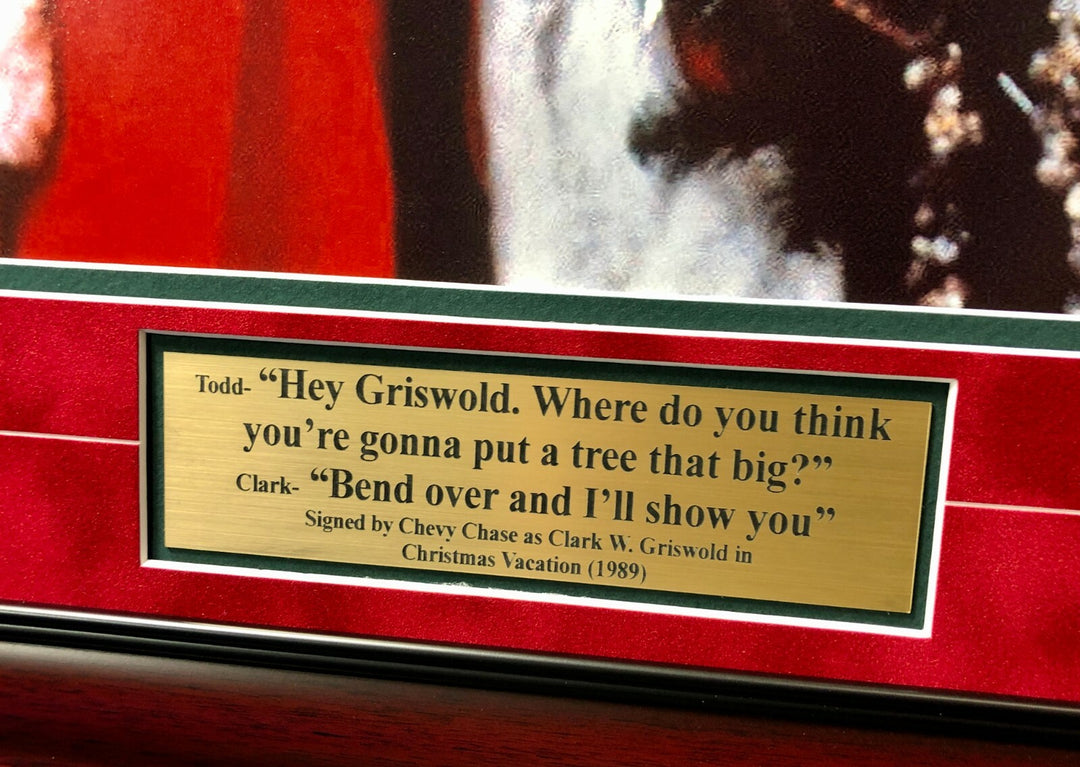 Todd- “Hey Griswold. Where do you think
you’re gonna put a tree that big?”
Clark- “Bend over and I’ll show you”
Signed by Chevy Chase as Clark W. Griswold in
Christmas Vacation (1989)